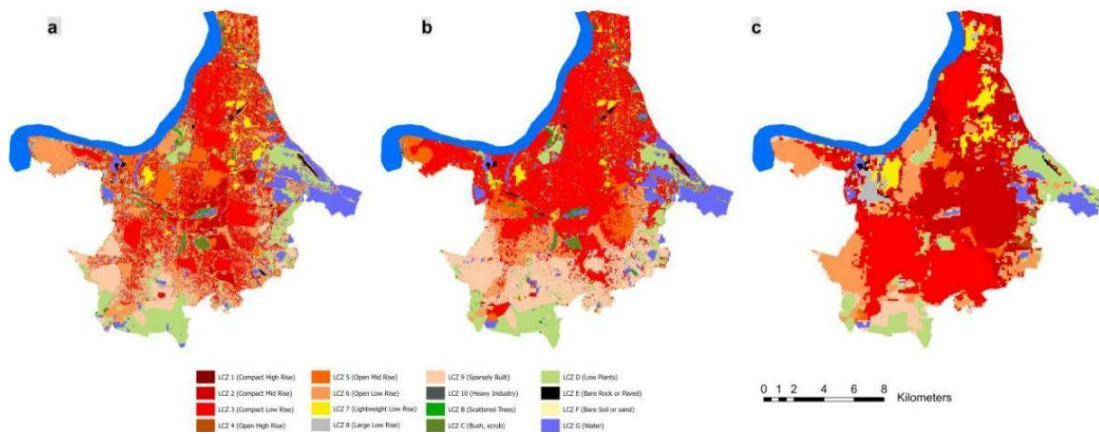 a b c
LCZ 1 (Compact High Rise) LCZ 5 (Open Mid Rise) LCZ 9 (Sparsely Built) LCZ D (Low Plants)
LCZ 2 (Compact Mid Rise) LCZ 6 (Open Low Rise) LCZ 10 (Heavy Industry) LCZ E (Bare Rock or Paved)
LCZ 3 (Compact Low Rise) LCZ 7 (Lightweight Low Rise) LCZ B (Scattered Trees) LCZ F (Bare Soil or sand)
LCZ 4 (Open High Rise) LCZ 8 (Large Low Rise) LCZ C (Bush, scrub) LCZ G (Water)
0 1 2 4 6 8
Kilometers